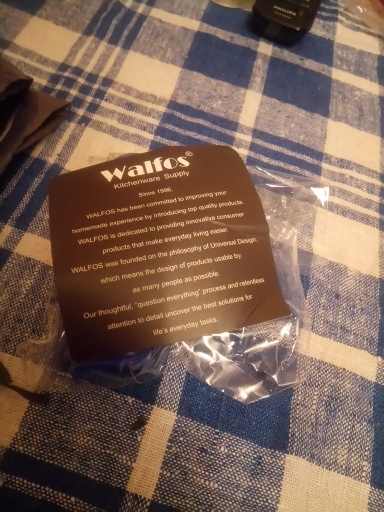 PHILIPS
Walfos®
Kitchenware Supply
Since 1996,
WALFOS has been committed to improving your
homemade experience by introducing top quality products.
WALFOS is dedicated to providing innovative consumer
products that make everyday living easier.
WALFOS was founded on the philosophy of Universal Design,
which means the design of products usable by
as many people as possible.
Our thoughtful, "question everything" process and relentless
attention to detail uncover the best solutions for
life's everyday tasks.